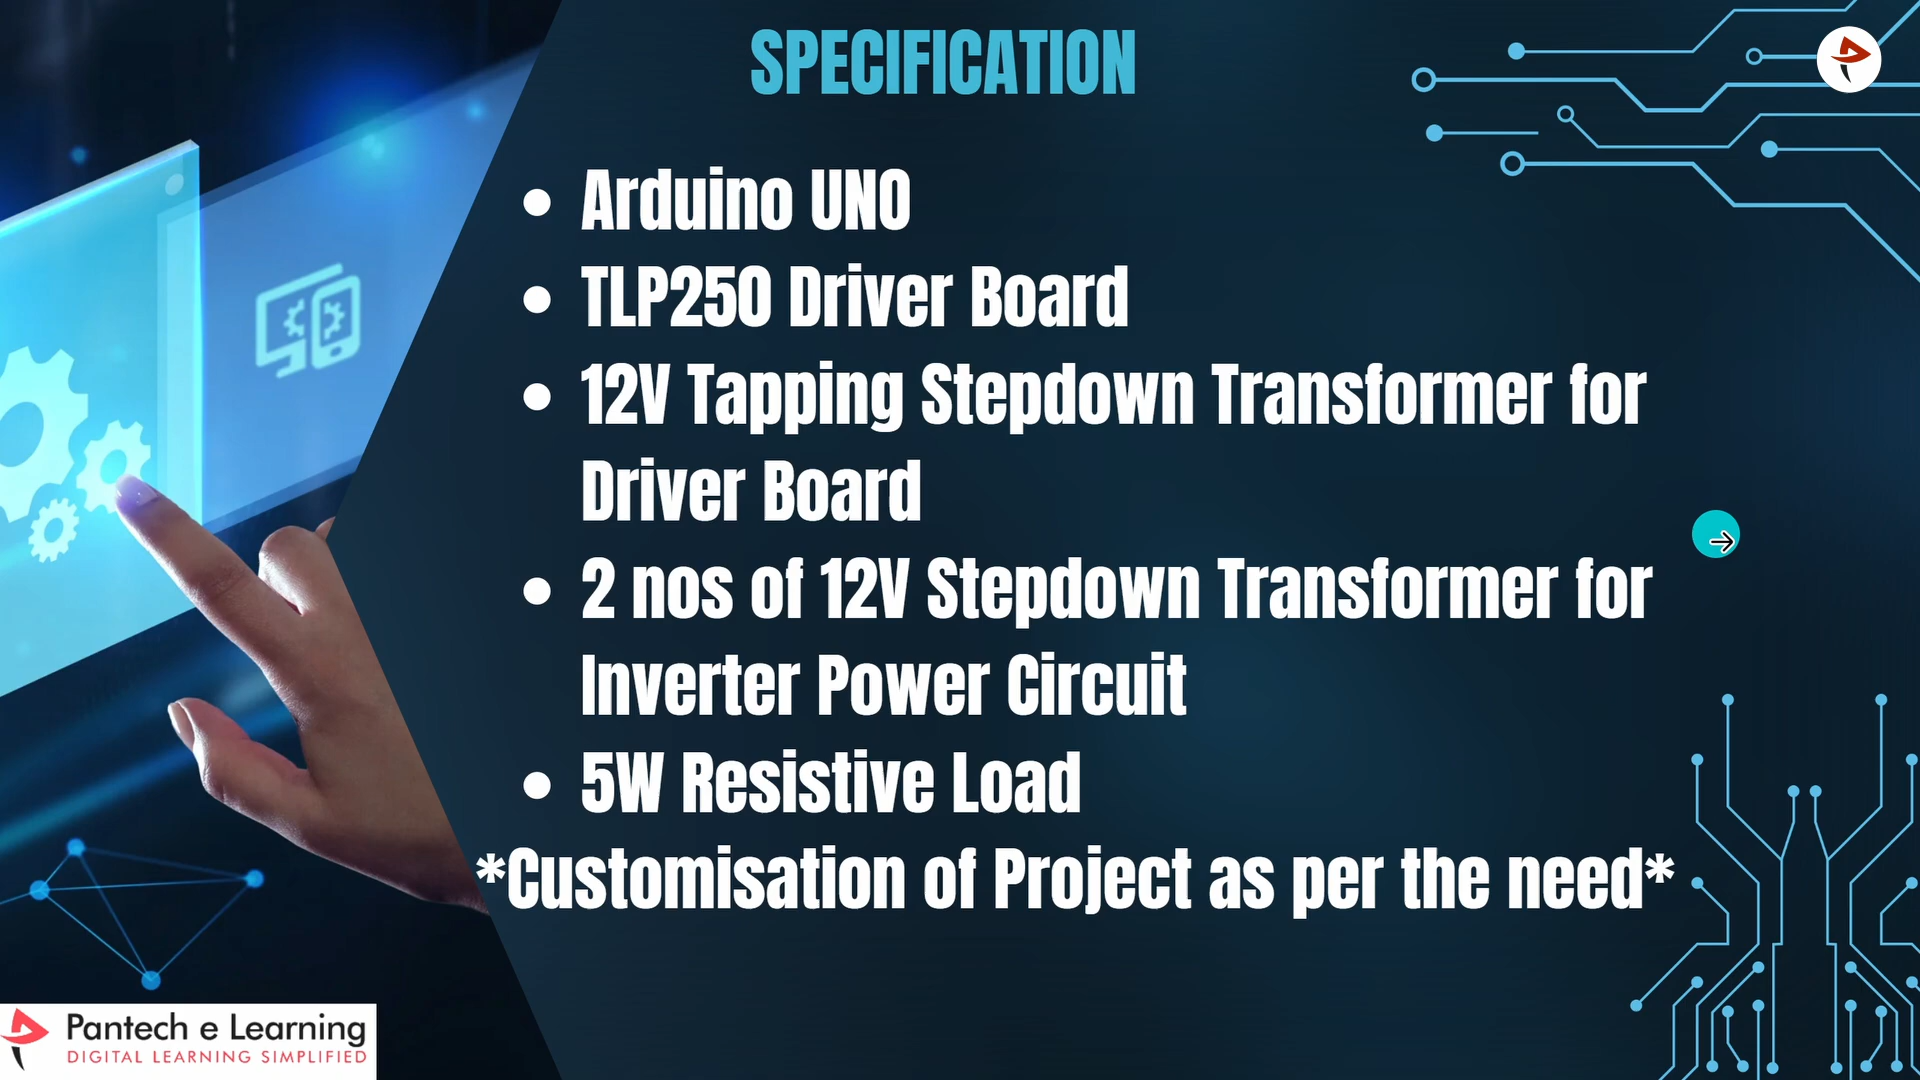 SPECIFICATION
• Arduino UNO
• TLP250 Driver Board
• 12V Tapping Stepdown Transformer for
Driver Board
• 2 nos of 12V Stepdown Transformer for
Inverter Power Circuit
• 5W Resistive Load
*Customisation of Project as per the need*
Pantech e Learning
DIGITAL LEARNING SIMPLIFIED